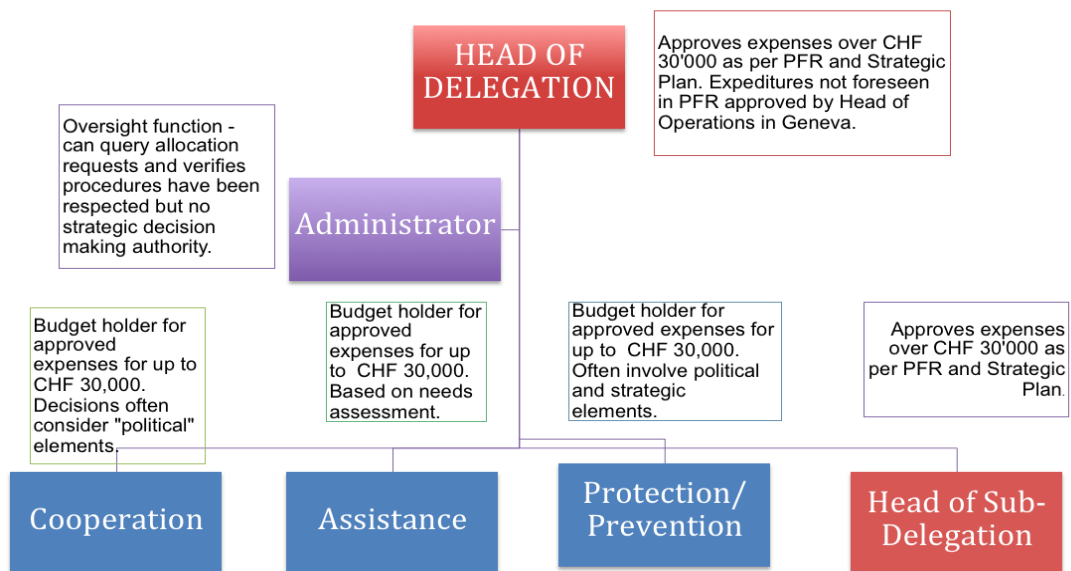 HEAD OF
DELEGATION
Approves expenses over CHF
30'000 as per PFR and Strategic
Plan. Expeditures not foreseen
in PFR approved by Head of
Operations in Geneva.
Oversight function -
can query allocation
requests and verifies
procedures have been
respected but no
strategic decision
making authority.
Administrator
Budget holder for
approved
expenses for up to
CHF 30,000.
Decisions often
consider "political"
elements.
Budget holder for
approved
expenses for up
to CHF 30,000.
Based on needs
assessment.
Budget holder for
approved expenses for
up to CHF 30,000.
Often involve political
and strategic
elements.
Approves expenses
over CHF 30'000 as
per PFR and Strategic
Plan.
Cooperation
Assistance
Protection/
Prevention
Head of Sub-
Delegation